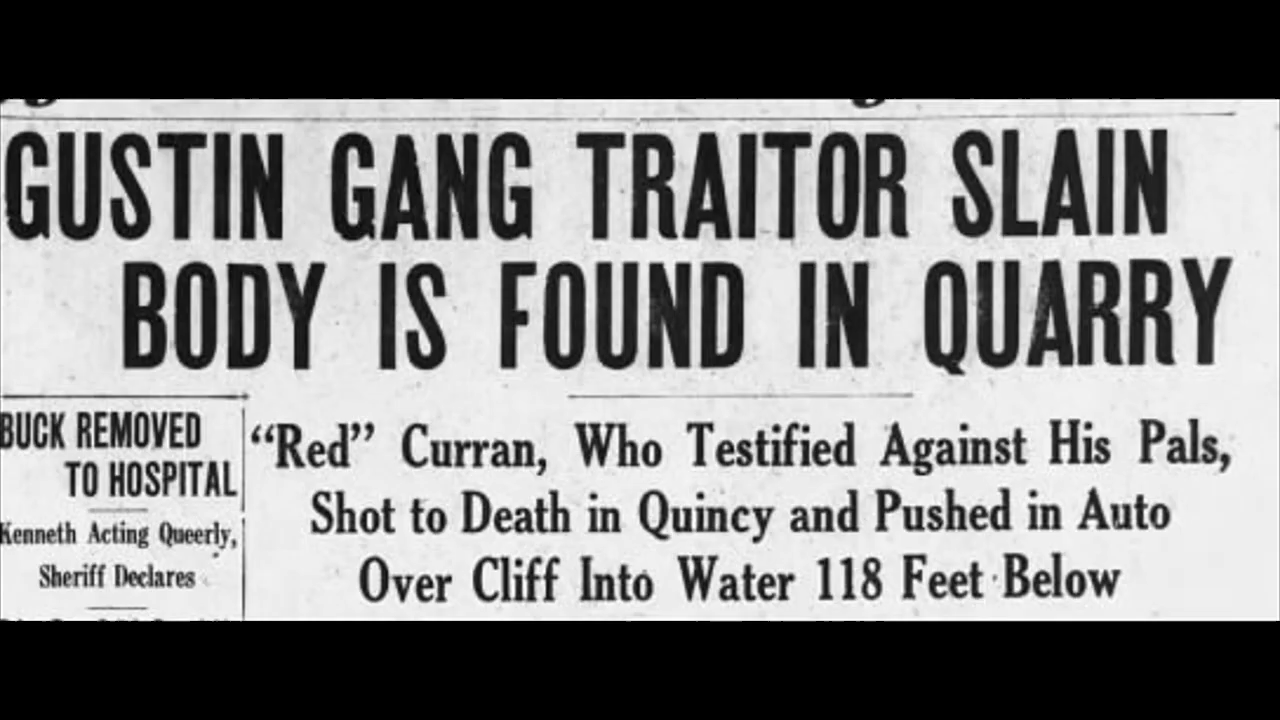 GUSTIN GANG TRAITOR SLAIN
BODY IS FOUND IN QUARRY
BUCK REMOVED
TO HOSPITAL
Kenneth Acting Queerly,
Sheriff Declares
"Red" Curran, Who Testified Against His Pals,
Shot to Death in Quincy and Pushed in Auto
Over Cliff Into Water 118 Feet Below